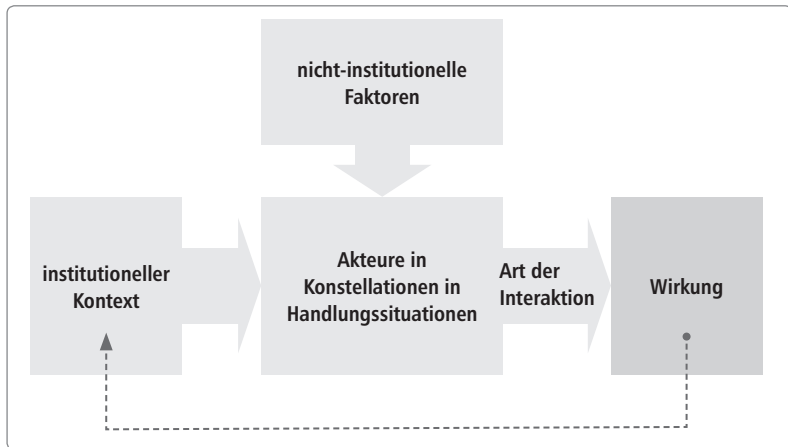 nicht-institutionelle
Faktoren
institutioneller
Kontext
Akteure in
Konstellationen in
Handlungssituationen
Art der
Interaktion
Wirkung